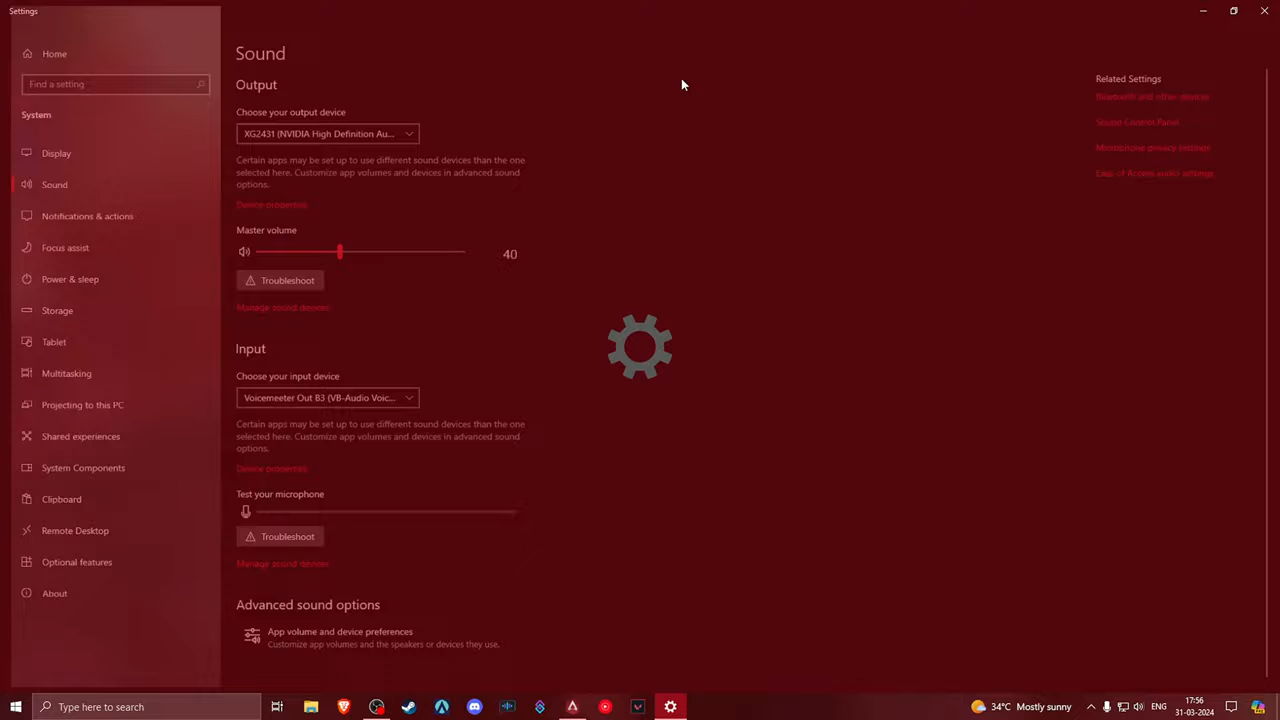 Settings
Home
Find a setting
System
Display
Sound
Notifications & actions
Focus assist
Power & sleep
Storage
Tablet
Multitasking
Projecting to this PC
Shared experiences
System Components
Clipboard
Remote Desktop
Optional features
About
Sound
Output
Choose your output device
XG2431 (NVIDIA High Definition Au...
Certain apps may be set up to use different sound devices than the one
selected here. Customize app volumes and devices in advanced sound
options.
Device properties
Master volume
40
Troubleshoot
Manage sound devices
Input
Choose your input device
Voicemeeter Out B3 (VB-Audio Voic...
Certain apps may be set up to use different sound devices than the one
selected here. Customize app volumes and devices in advanced sound
options.
Device properties
Test your microphone
Troubleshoot
Manage sound devices
Advanced sound options
App volume and device preferences
Customize app volumes and the speakers or devices they use.
Related Settings
Bluetooth and other devices
Sound Control Panel
Microphone privacy settings
Ease of Access audio settings
Type here to search
34°C Mostly sunny
ENG
17:56
31-03-2024